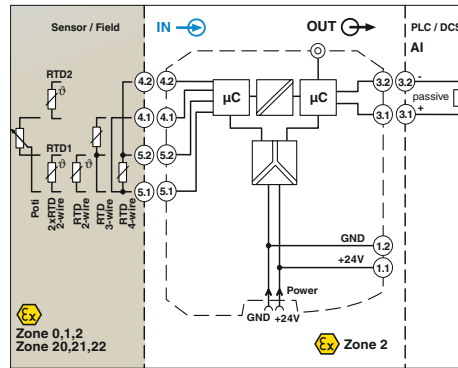 Sensor / Field
IN
OUT
PLC / DCS
AI
RTD2
ϑ
4.2 4.2
µC
µC
3.2 3.2
-
passive
+
4.1 4.1
3.1 3.1
RTD1
ϑ
ϑ
5.2 5.2
5.1 5.1
Poti
2xRTD
2-wire
RTD
2-wire
RTD
3-wire
RTD
4-wire
GND
1.2
+24V
1.1
Power
GND +24V
Ex
Zone 0,1,2
Zone 20,21,22
Ex
Zone 2